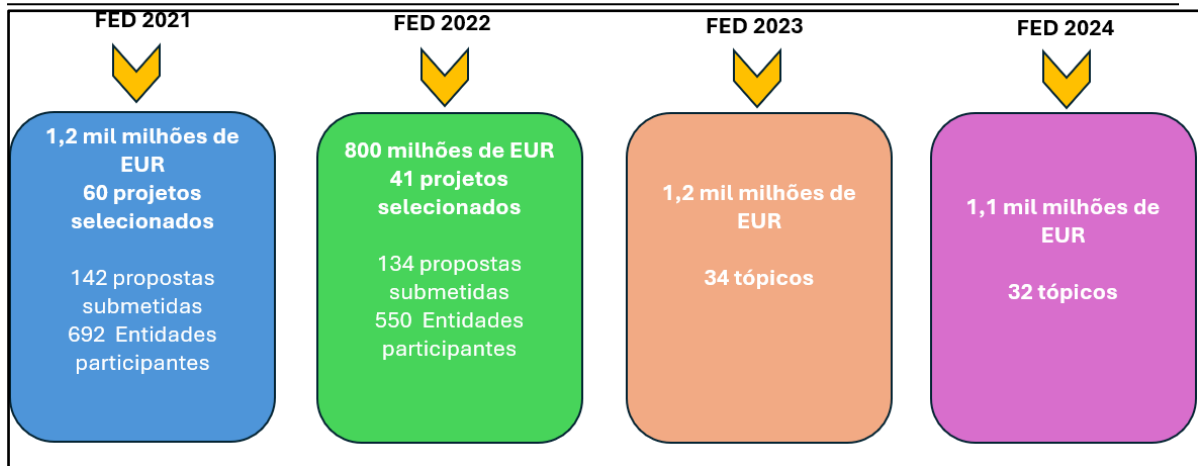 FED 2021
1,2 mil milhões de
EUR
60 projetos
selecionados
142 propostas
submetidas
692 Entidades
participantes
FED 2022
800 milhões de EUR
41 projetos
selecionados
134 propostas
submetidas
550 Entidades
participantes
FED 2023
1,2 mil milhões de
EUR
34 tópicos
FED 2024
1,1 mil milhões de
EUR
32 tópicos